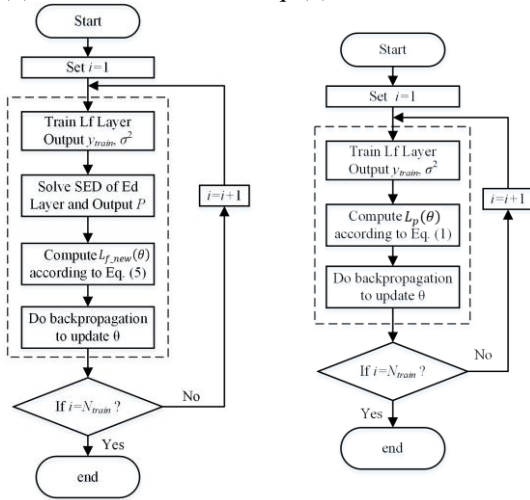 Start
Set i=1
Train Lf Layer
Output y_train, σ²
Solve SED of Ed
Layer and Output P
Compute L_f_new(θ)
according to Eq. (5)
Do backpropagation
to update θ
If i=N_train ?
No
Yes
end
i=i+1
Start
Set i=1
Train Lf Layer
Output y_train, σ²
Compute L_p(θ)
according to Eq. (1)
Do backpropagation
to update θ
If i=N_train ?
No
Yes
end
i=i+1